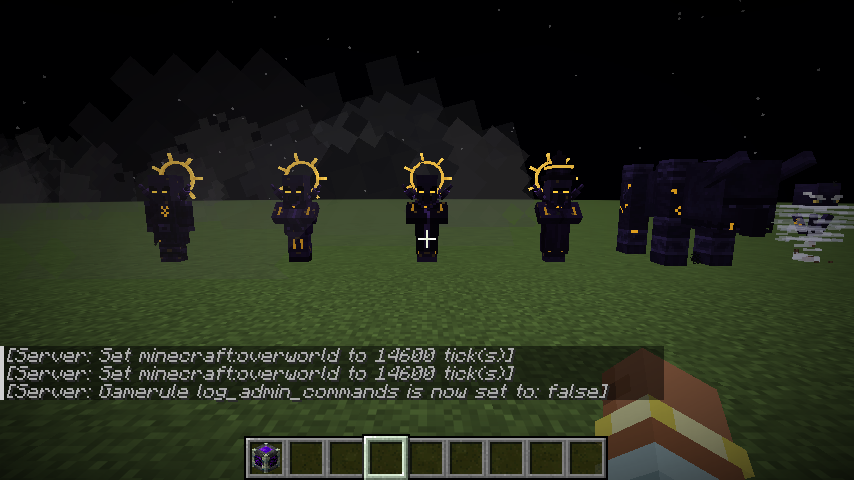 [Server: Set minecraft:overworld to 14600 tick(s)]
[Server: Set minecraft:overworld to 14600 tick(s)]
[Server: Gamerule log_admin_commands is now set to: false]